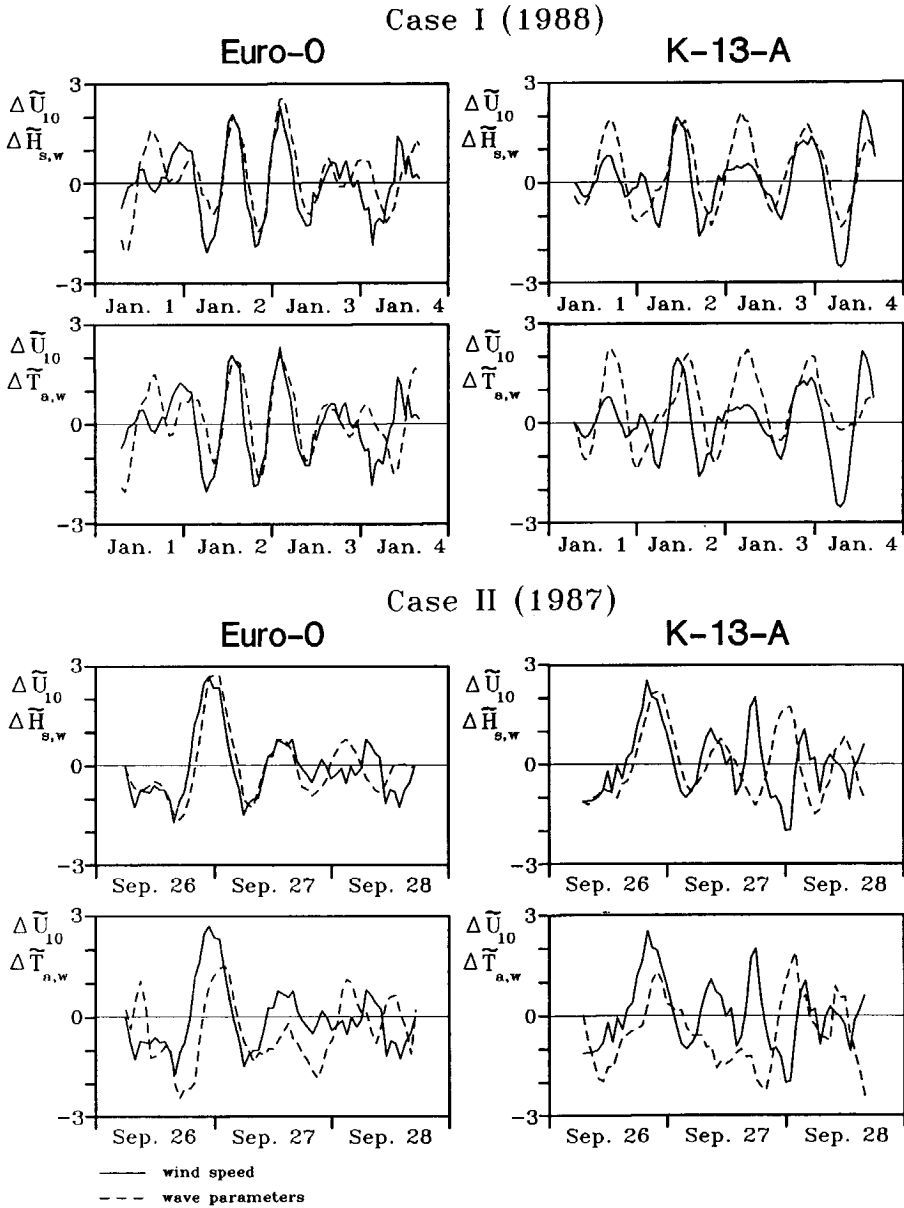 Case I (1988)
Euro-0
K-13-A
3
ΔŨ10
ΔH̃s,w
0
-3
Jan. 1 Jan. 2 Jan. 3 Jan. 4
3
ΔŨ10
ΔH̃s,w
0
-3
Jan. 1 Jan. 2 Jan. 3 Jan. 4
3
ΔŨ10
ΔT̃a,w
0
-3
Jan. 1 Jan. 2 Jan. 3 Jan. 4
3
ΔŨ10
ΔT̃a,w
0
-3
Jan. 1 Jan. 2 Jan. 3 Jan. 4
Case II (1987)
Euro-0
K-13-A
3
ΔŨ10
ΔH̃s,w
0
-3
Sep. 26 Sep. 27 Sep. 28
3
ΔŨ10
ΔH̃s,w
0
-3
Sep. 26 Sep. 27 Sep. 28
3
ΔŨ10
ΔT̃a,w
0
-3
Sep. 26 Sep. 27 Sep. 28
3
ΔŨ10
ΔT̃a,w
0
-3
Sep. 26 Sep. 27 Sep. 28
wind speed
wave parameters